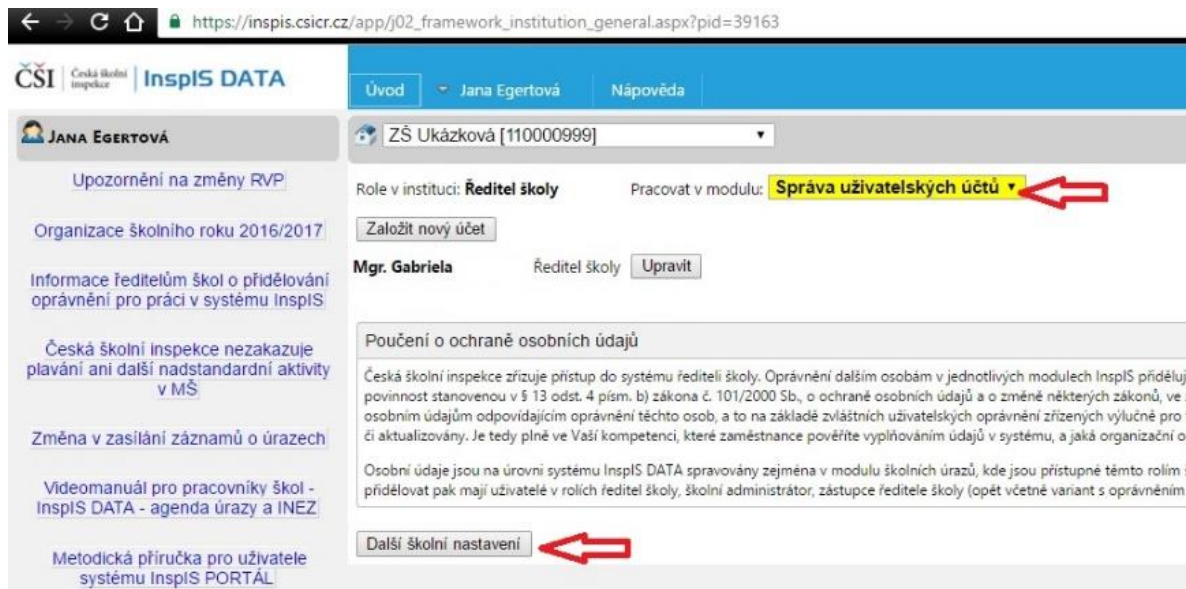 https://inspis.csicr.cz/app/j02_framework_institution_general.aspx?pid=39163
ČŠI Česká školní inspekce InspIS DATA
Úvod Jana Egertová Nápověda
JANA EGERTOVÁ
ZŠ Ukázková [110000999]
Upozornění na změny RVP
Organizace školního roku 2016/2017
Informace ředitelům škol o přidělování
oprávnění pro práci v systému InspIS
Česká školní inspekce nezakazuje
plavání ani další nadstandardní aktivity
v MŠ
Změna v zasílání záznamů o úrazech
Videomanuál pro pracovníky škol -
InspIS DATA - agenda úrazy a INEZ
Metodická příručka pro uživatele
systému InspIS PORTÁL
Role v instituci: Ředitel školy Pracovat v modulu: Správa uživatelských účtů
Založit nový účet
Mgr. Gabriela Ředitel školy Upravit
Poučení o ochraně osobních údajů
Česká školní inspekce zřizuje přístup do systému řediteli školy. Oprávnění dalším osobám v jednotlivých modulech InspIS přiděluj
povinnost stanovenou v § 13 odst. 4 písm. b) zákona č. 101/2000 Sb., o ochraně osobních údajů a o změně některých zákonů, ve
osobním údajům odpovídajícím oprávnění těchto osob, a to na základě zvláštních uživatelských oprávnění zřízených výlučně pro
či aktualizovány. Je tedy plně ve Vaší kompetenci, které zaměstnance pověříte vyplňováním údajů v systému, a jaká organizační o
Osobní údaje jsou na úrovni systému InspIS DATA spravovány zejména v modulu školních úrazů, kde jsou přístupné těmto rolím
přidělovat pak mají uživatelé v rolích ředitel školy, školní administrátor, zástupce ředitele školy (opět včetně variant s oprávněním
Další školní nastavení